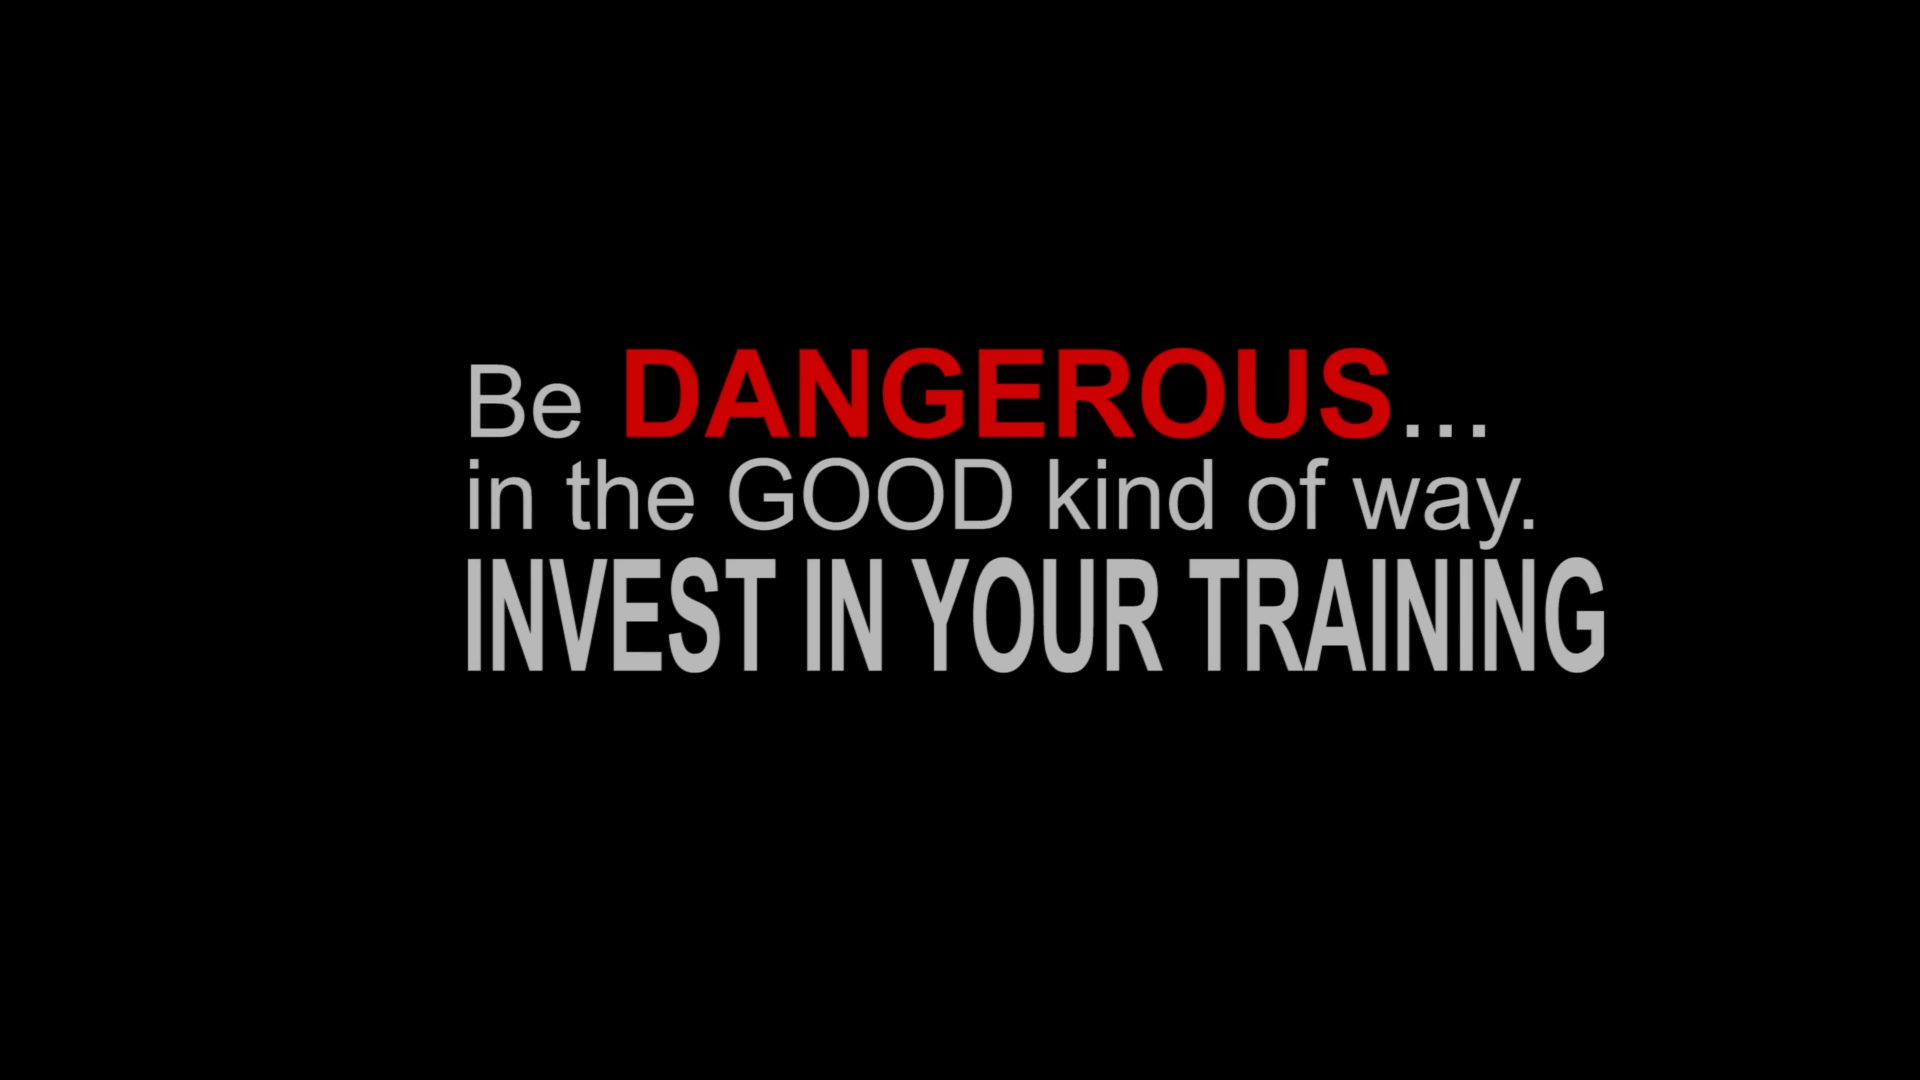 Be DANGEROUS...
in the GOOD kind of way.
INVEST IN YOUR TRAINING